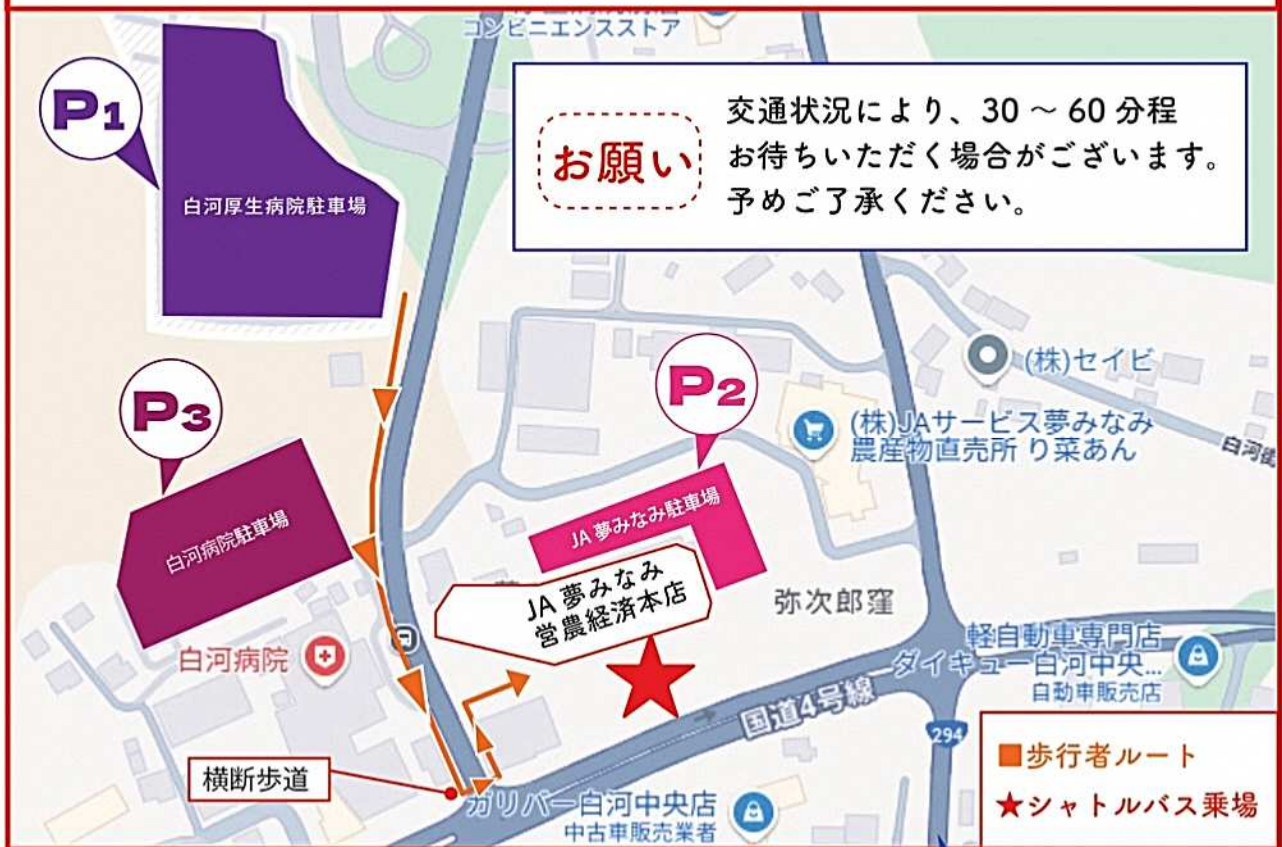 コンビニエンスストア
P1
白河厚生病院駐車場
お願い
交通状況により、30 〜 60 分程
お待ちいただく場合がございます。
予めご了承ください。
P3
白河病院駐車場
P2
JA 夢みなみ駐車場
(株)セイビ
(株)JAサービス夢みなみ
農産物直売所 り菜あん
JA 夢みなみ
営農経済本店
弥次郎窪
白河病院
軽自動車専門店
ダイキュー白河中央...
自動車販売店
国道4号線
294
横断歩道
ガリバー白河中央店
中古車販売業者
■歩行者ルート
★シャトルバス乗場